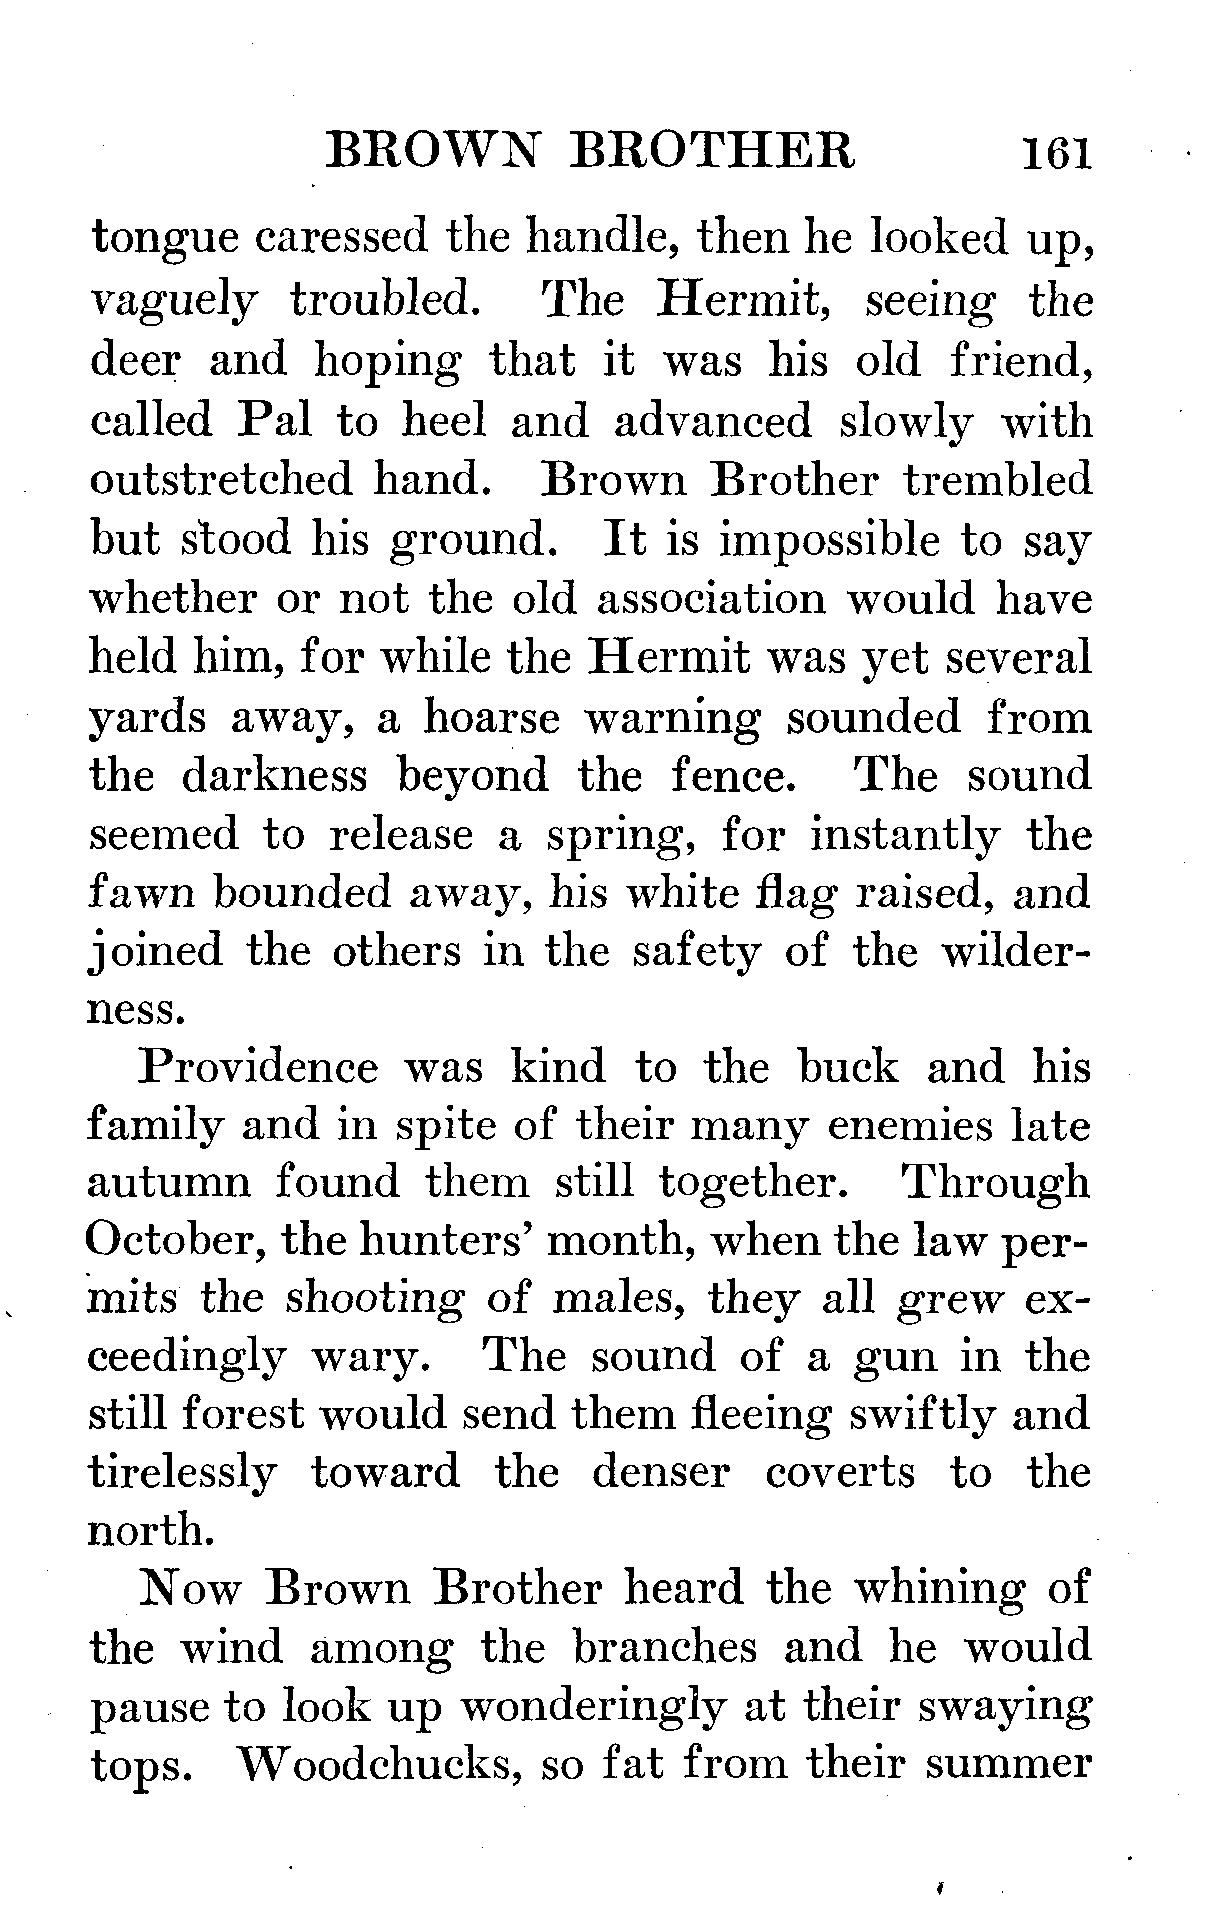 BROWN BROTHER 161
tongue caressed the handle, then he looked up,
vaguely troubled. The Hermit, seeing the
deer and hoping that it was his old friend,
called Pal to heel and advanced slowly with
outstretched hand. Brown Brother trembled
but stood his ground. It is impossible to say
whether or not the old association would have
held him, for while the Hermit was yet several
yards away, a hoarse warning sounded from
the darkness beyond the fence. The sound
seemed to release a spring, for instantly the
fawn bounded away, his white flag raised, and
joined the others in the safety of the wilder-
ness.
Providence was kind to the buck and his
family and in spite of their many enemies late
autumn found them still together. Through
October, the hunters' month, when the law per-
mits the shooting of males, they all grew ex-
ceedingly wary. The sound of a gun in the
still forest would send them fleeing swiftly and
tirelessly toward the denser coverts to the
north.
Now Brown Brother heard the whining of
the wind among the branches and he would
pause to look up wonderingly at their swaying
tops. Woodchucks, so fat from their summer